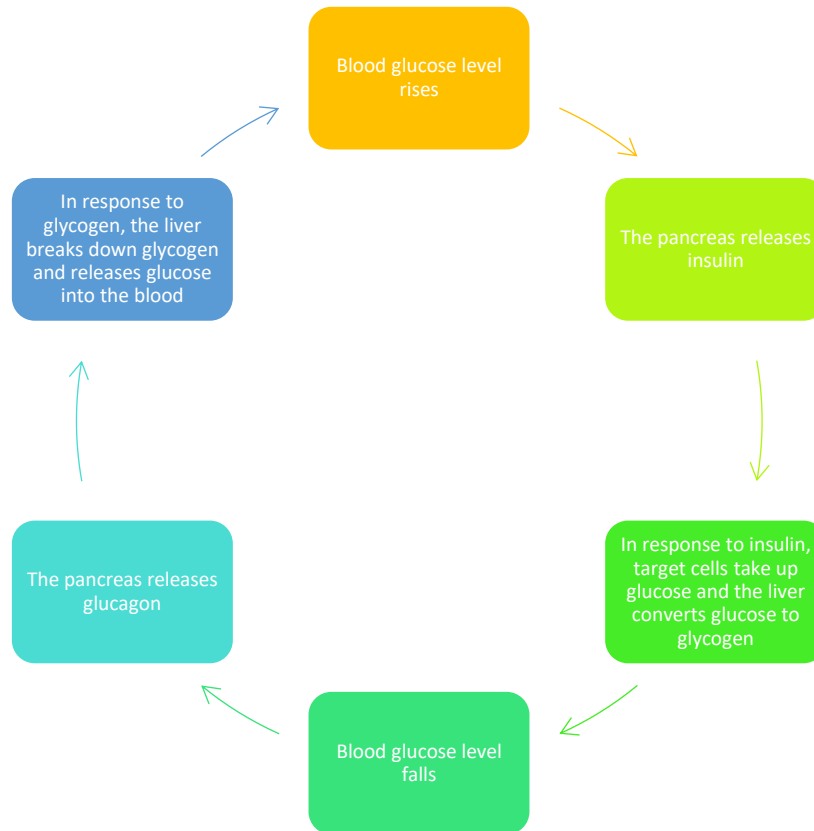 Blood glucose level
rises
The pancreas releases
insulin
In response to insulin,
target cells take up
glucose and the liver
converts glucose to
glycogen
Blood glucose level
falls
The pancreas releases
glucagon
In response to
glycogen, the liver
breaks down glycogen
and releases glucose
into the blood